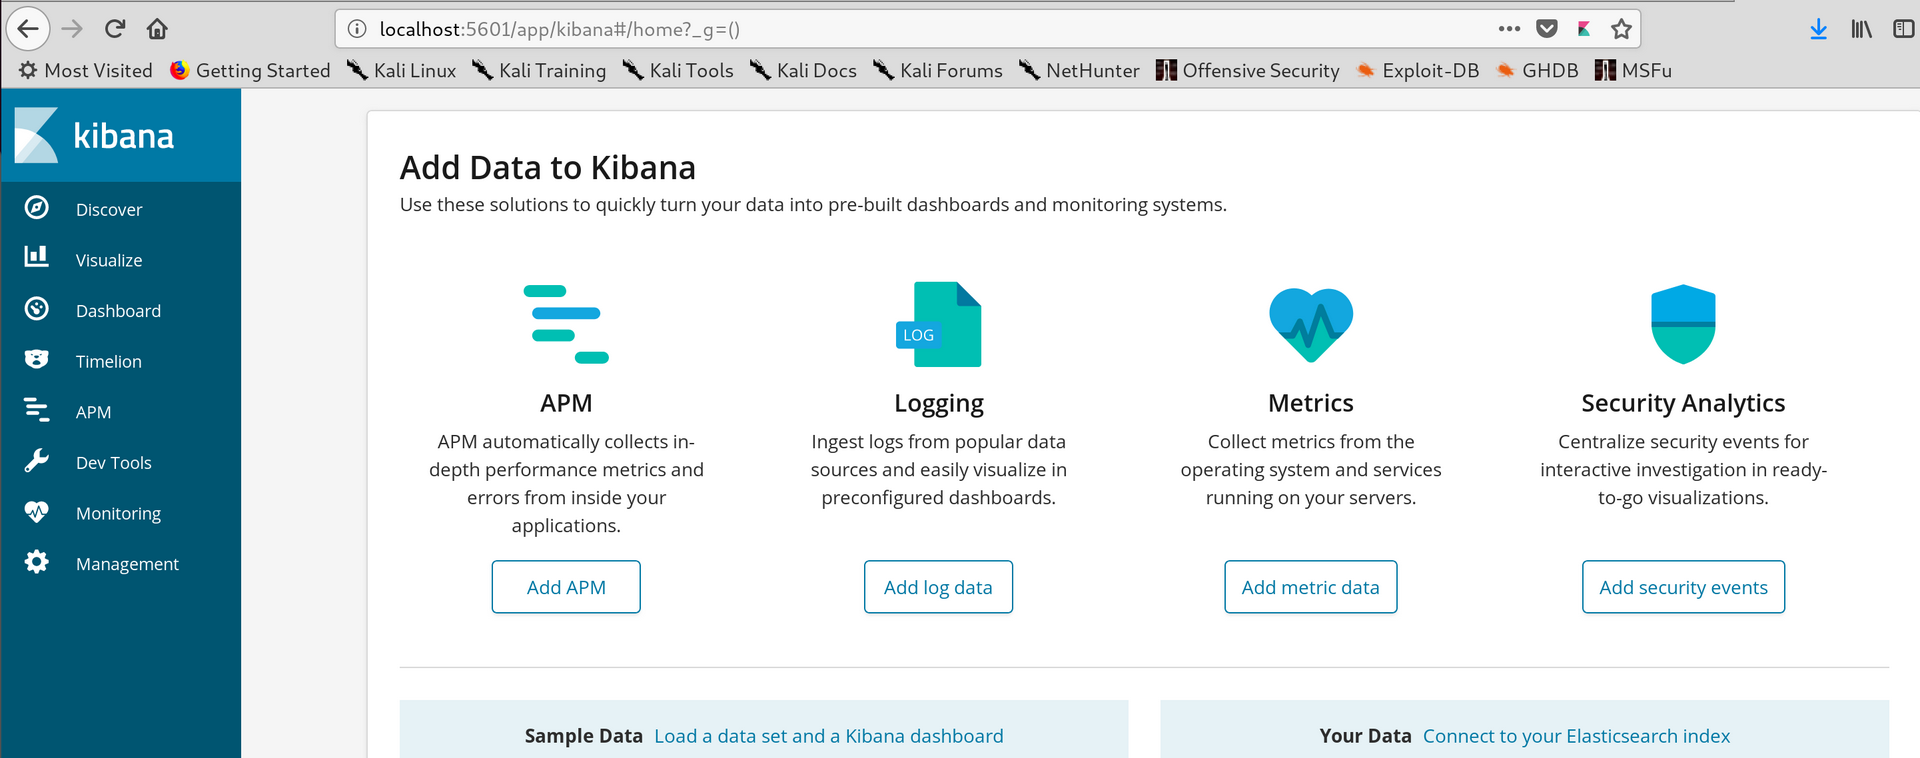 localhost:5601/app/kibana#/home?_g=()
Most Visited Getting Started Kali Linux Kali Training Kali Tools Kali Docs Kali Forums NetHunter Offensive Security Exploit-DB GHDB MSFu
kibana
Discover
Visualize
Dashboard
Timelion
APM
Dev Tools
Monitoring
Management
Add Data to Kibana
Use these solutions to quickly turn your data into pre-built dashboards and monitoring systems.
APM
APM automatically collects in-
depth performance metrics and
errors from inside your
applications.
Add APM
LOG
Logging
Ingest logs from popular data
sources and easily visualize in
preconfigured dashboards.
Add log data
Metrics
Collect metrics from the
operating system and services
running on your servers.
Add metric data
Security Analytics
Centralize security events for
interactive investigation in ready-
to-go visualizations.
Add security events
Sample Data Load a data set and a Kibana dashboard
Your Data Connect to your Elasticsearch index